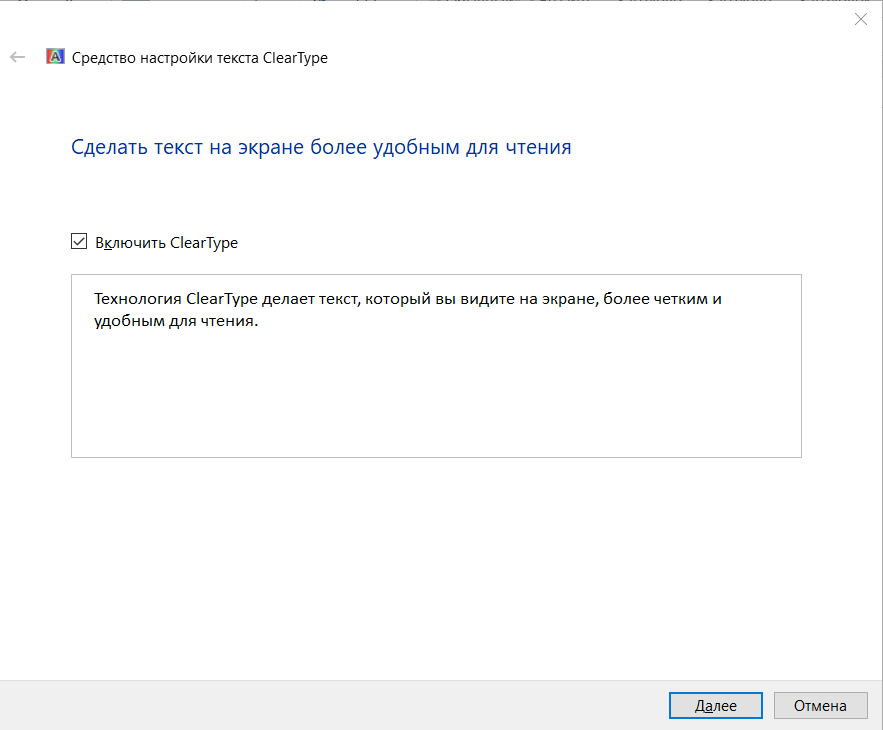 Средство настройки текста ClearType
Сделать текст на экране более удобным для чтения
Включить ClearType
Технология ClearType делает текст, который вы видите на экране, более четким и
удобным для чтения.
Далее
Отмена